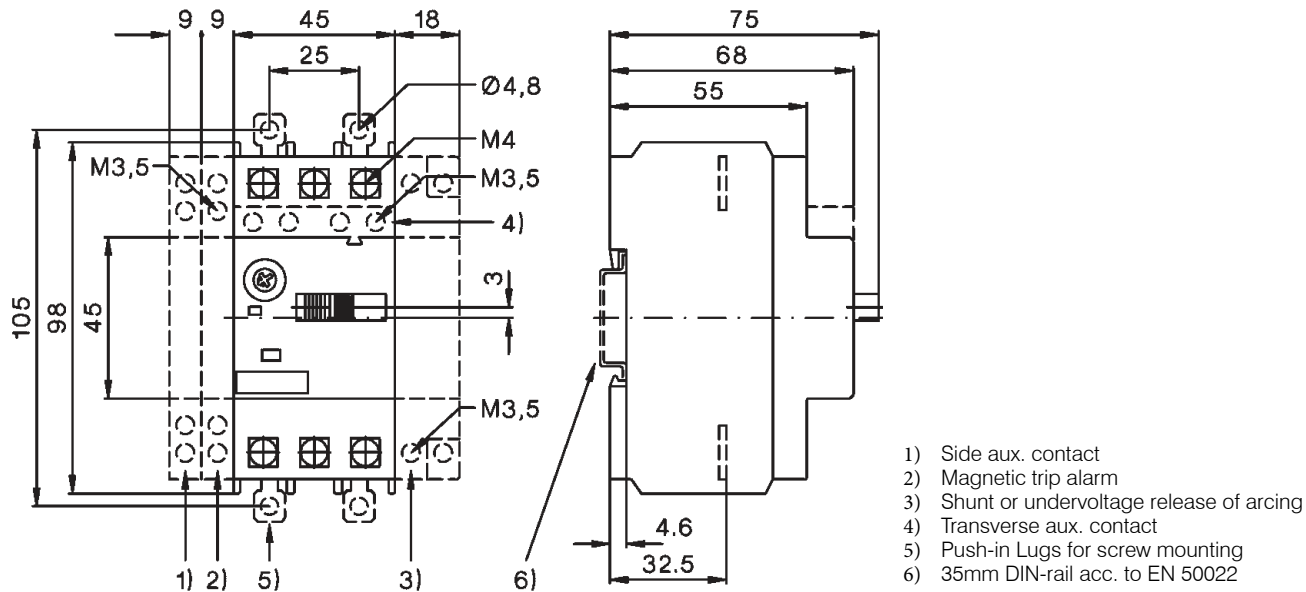 9 9 45 18
25
Ø4,8
M4
M3,5
M3,5
4)
105
98
45
3
M3,5
1) 2) 5) 3)
75
68
55
4.6
32.5
6)
1) Side aux. contact
2) Magnetic trip alarm
3) Shunt or undervoltage release of arcing
4) Transverse aux. contact
5) Push-in Lugs for screw mounting
6) 35mm DIN-rail acc. to EN 50022